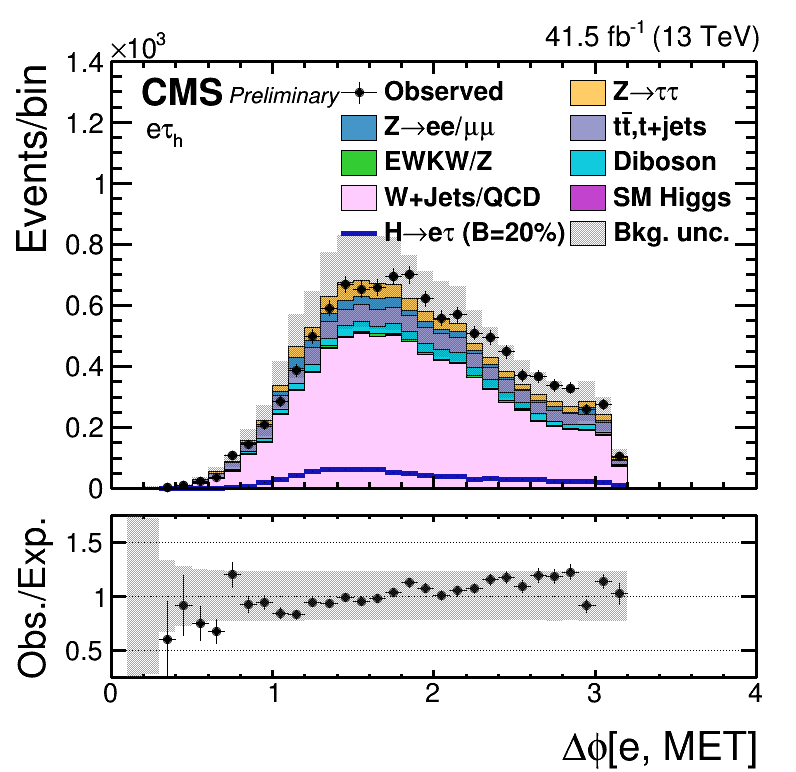 41.5 fb⁻¹ (13 TeV)
×10³
CMS Preliminary
eτₕ
Observed
Z→ττ
Z→ee/μμ
tt̄,t+jets
EWKW/Z
Diboson
W+Jets/QCD
SM Higgs
H→eτ (B=20%)
Bkg. unc.
Events/bin
1.4
1.2
1
0.8
0.6
0.4
0.2
0
Obs./Exp.
1.5
1
0.5
0 1 2 3 4
Δϕ[e, MET]